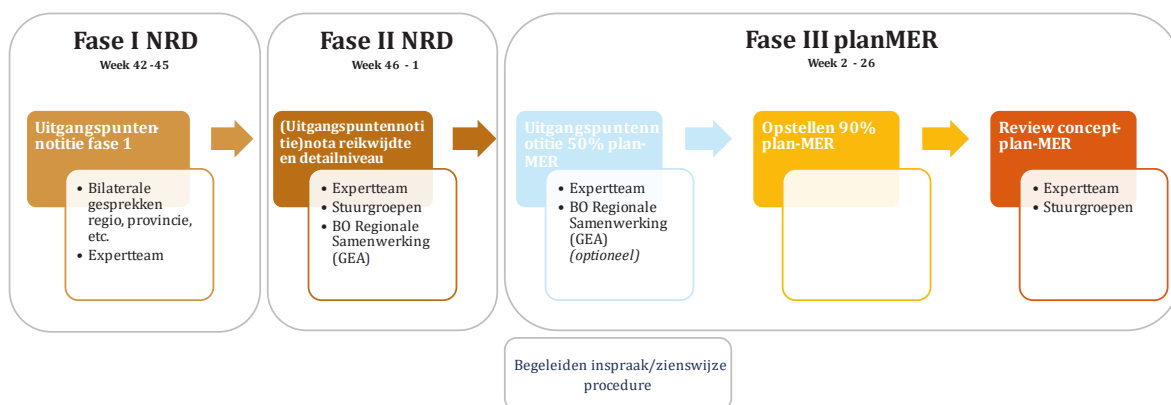 Fase I NRD
Week 42-45
Uitgangspunten-
notitie fase 1
• Bilaterale
gesprekken
regio, provincie,
etc.
• Expertteam
Fase II NRD
Week 46 - 1
(Uitgangspuntennoti
tie)nota reikwijdte
en detailniveau
• Expertteam
• Stuurgroepen
• BO Regionale
Samenwerking
(GEA)
Fase III planMER
Week 2 - 26
Uitgangspuntenn
otitie 50% plan-
MER
• Expertteam
• BO Regionale
Samenwerking
(GEA)
(optioneel)
Opstellen 90%
plan-MER
Review concept-
plan-MER
• Expertteam
• Stuurgroepen
Begeleiden inspraak/zienswijze
procedure